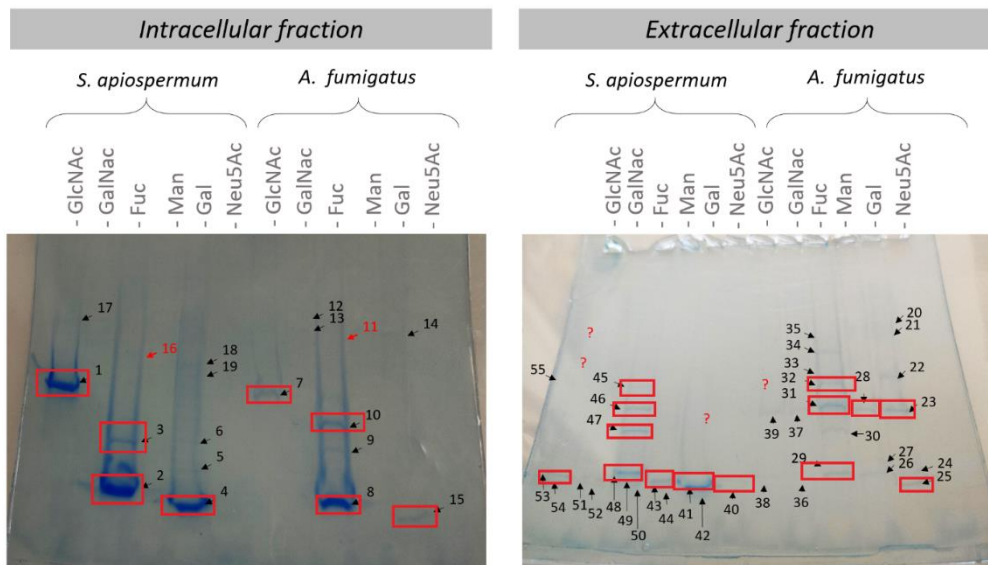 Intracellular fraction
Extracellular fraction
S. apiospermum
A. fumigatus
S. apiospermum
A. fumigatus
- GlcNAc
- GalNac
- Fuc
- Man
- Gal
- Neu5Ac
- GlcNAc
- GalNac
- Fuc
- Man
- Gal
- Neu5Ac
- GlcNAc
- GalNac
- Fuc
- Man
- Gal
- Neu5Ac
- GlcNAc
- GalNac
- Fuc
- Man
- Gal
- Neu5Ac
17
16
18
19
1
3
2
6
5
4
12
13
11
14
7
10
9
8
15
?
?
?
?
55
45
46
47
53
54
51
52
48
49
50
43
44
41
42
40
38
39
37
36
35
34
33
32
31
28
30
29
20
21
22
23
27
26
24
25